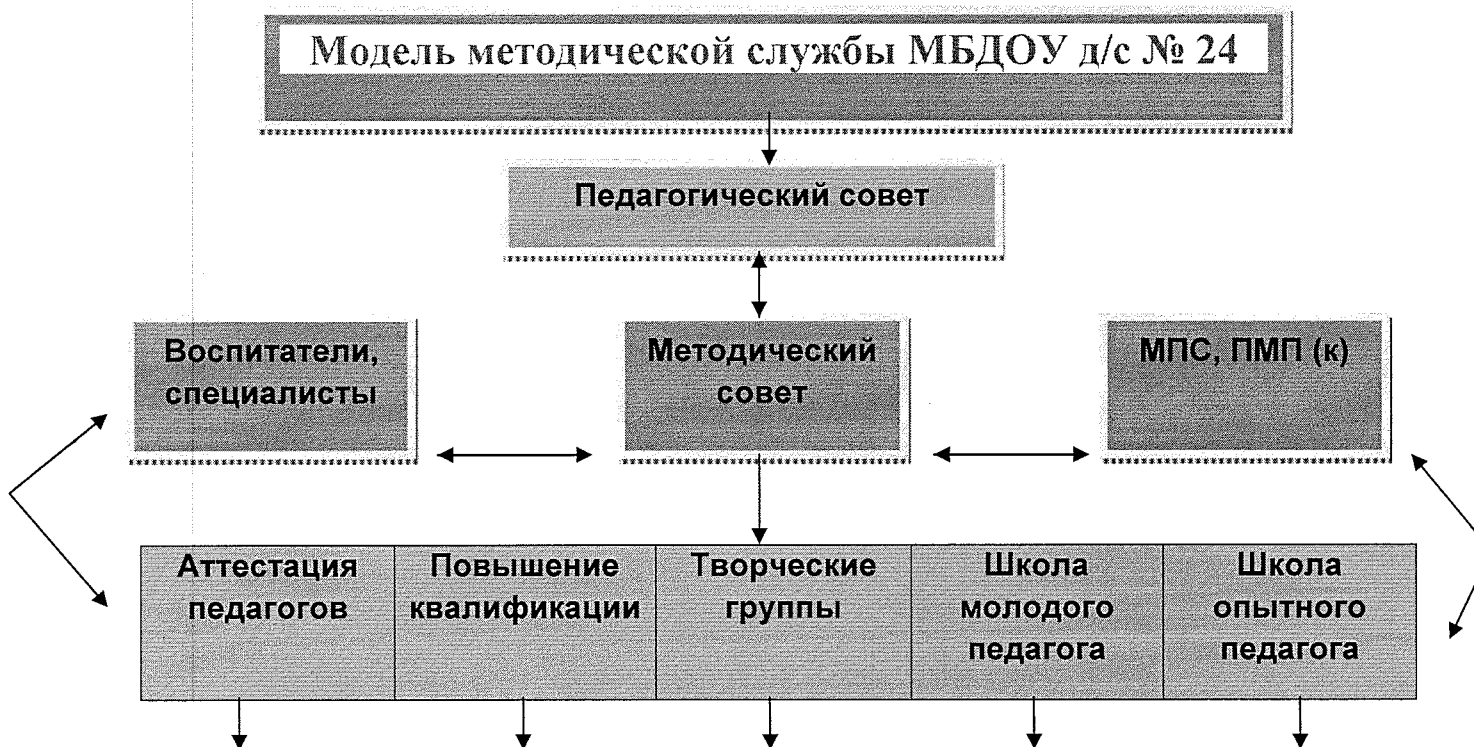 Модель методической службы МБДОУ д/с № 24
Педагогический совет
Воспитатели,
специалисты
Методический
совет
МПС, ПМП (к)
Аттестация
педагогов
Повышение
квалификации
Творческие
группы
Школа
молодого
педагога
Школа
опытного
педагога